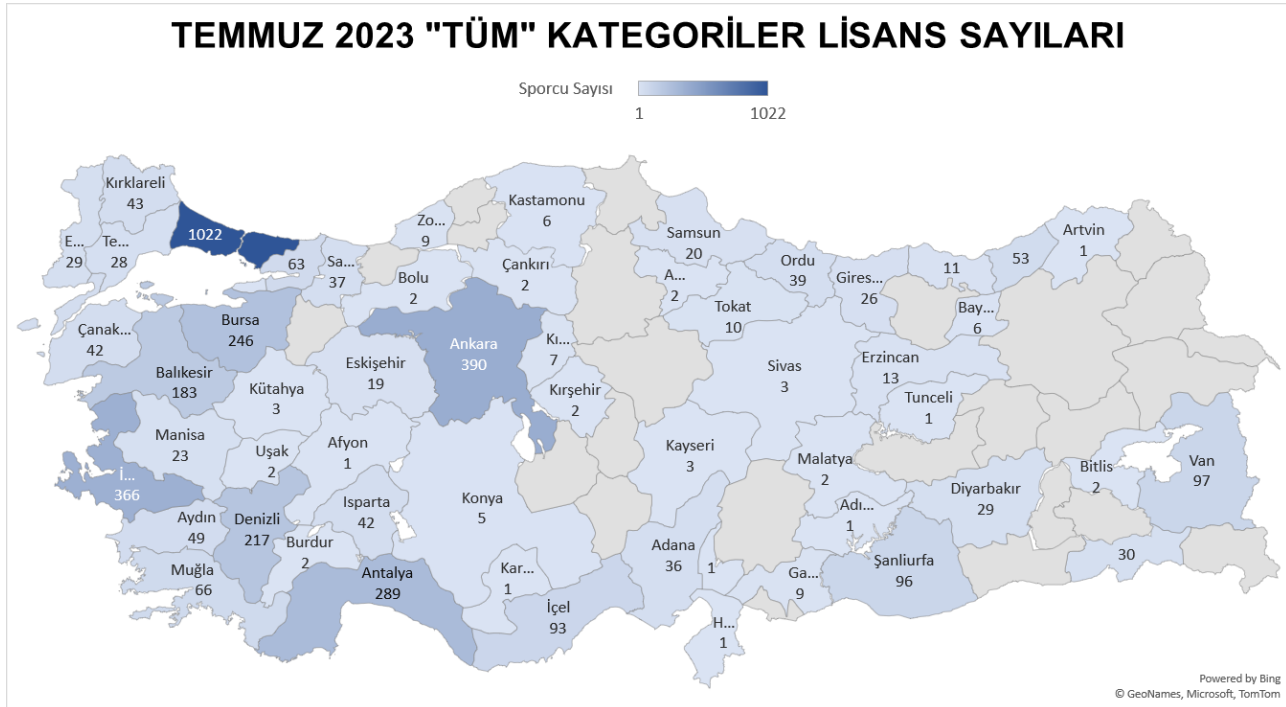 TEMMUZ 2023 "TÜM" KATEGORİLER LİSANS SAYILARI
Sporcu Sayısı
1
1022
Kırklareli
43
1022
E...
29
Te...
28
63
Sa...
37
Zo...
9
Bolu
2
Kastamonu
6
Çankırı
2
Samsun
20
A...
2
Ordu
39
Tokat
10
Gires...
26
11
53
Artvin
1
Bay...
6
Çanak...
42
Bursa
246
Balıkesir
183
Kütahya
3
Eskişehir
19
Ankara
390
Kı...
7
Kırşehir
2
Sivas
3
Erzincan
13
Tunceli
1
Manisa
23
Uşak
2
Afyon
1
İ...
366
Aydın
49
Denizli
217
Isparta
42
Burdur
2
Muğla
66
Antalya
289
Konya
5
Kar...
1
İçel
93
Kayseri
3
Adana
36
1
H...
1
Ga...
9
Malatya
2
Adı...
1
Şanliurfa
96
Diyarbakır
29
Bitlis
2
Van
97
30
Powered by Bing
© GeoNames, Microsoft, TomTom